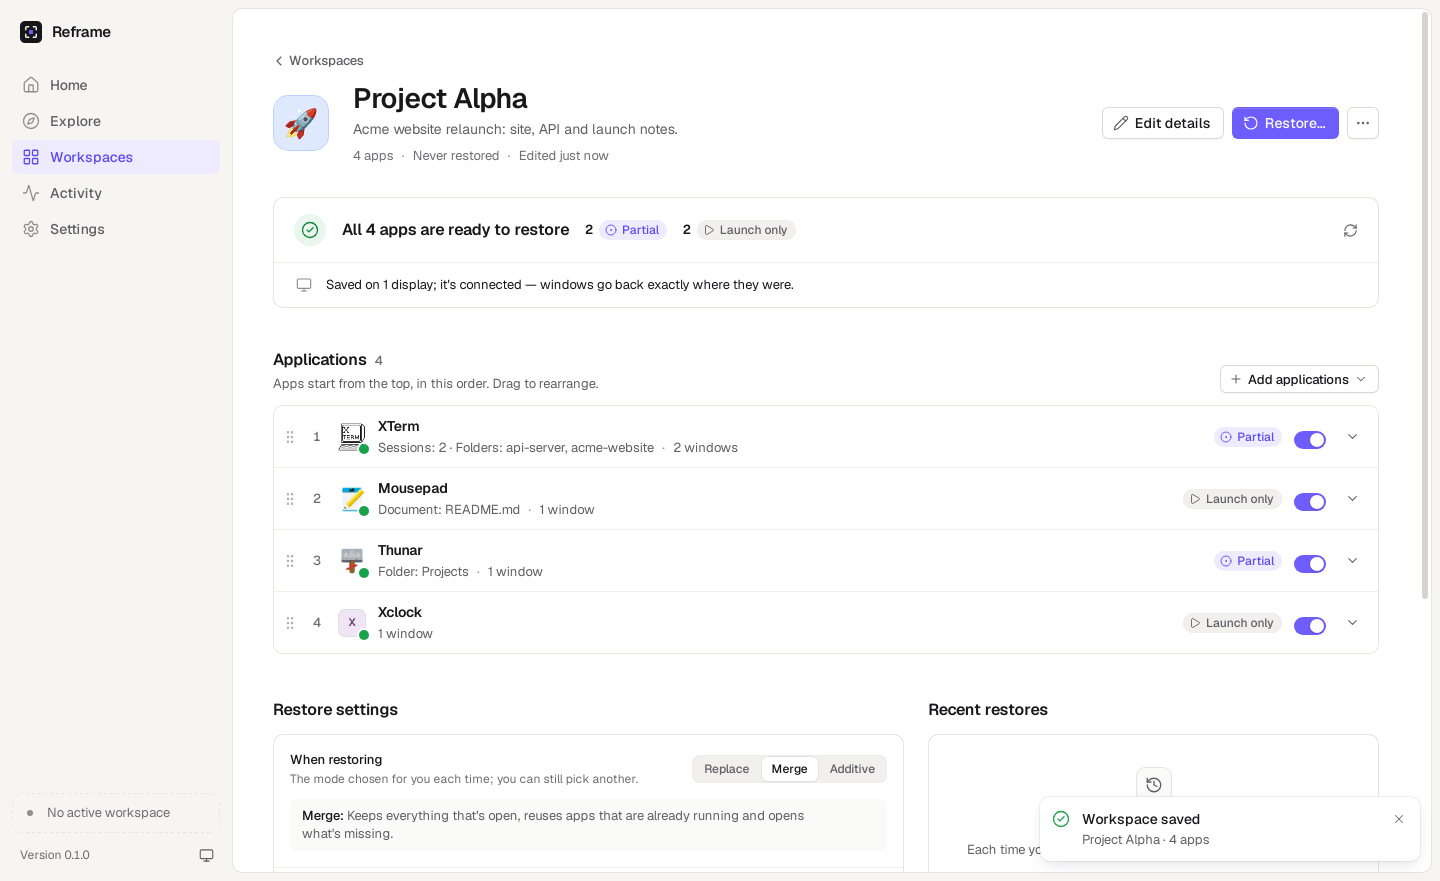 Reframe
Home
Explore
Workspaces
Activity
Settings
No active workspace
Version 0.1.0
Workspaces
Project Alpha
Acme website relaunch: site, API and launch notes.
4 apps · Never restored · Edited just now
Edit details
Restore…
All 4 apps are ready to restore 2 Partial 2 Launch only
Saved on 1 display; it's connected — windows go back exactly where they were.
Applications 4
Apps start from the top, in this order. Drag to rearrange.
Add applications
1 XTerm
Sessions: 2 · Folders: api-server, acme-website · 2 windows
Partial
2 Mousepad
Document: README.md · 1 window
Launch only
3 Thunar
Folder: Projects · 1 window
Partial
4 X Xclock
1 window
Launch only
Restore settings
When restoring
The mode chosen for you each time; you can still pick another.
Replace Merge Additive
Merge: Keeps everything that's open, reuses apps that are already running and opens
what's missing.
Recent restores
Each time yo
Workspace saved
Project Alpha · 4 apps